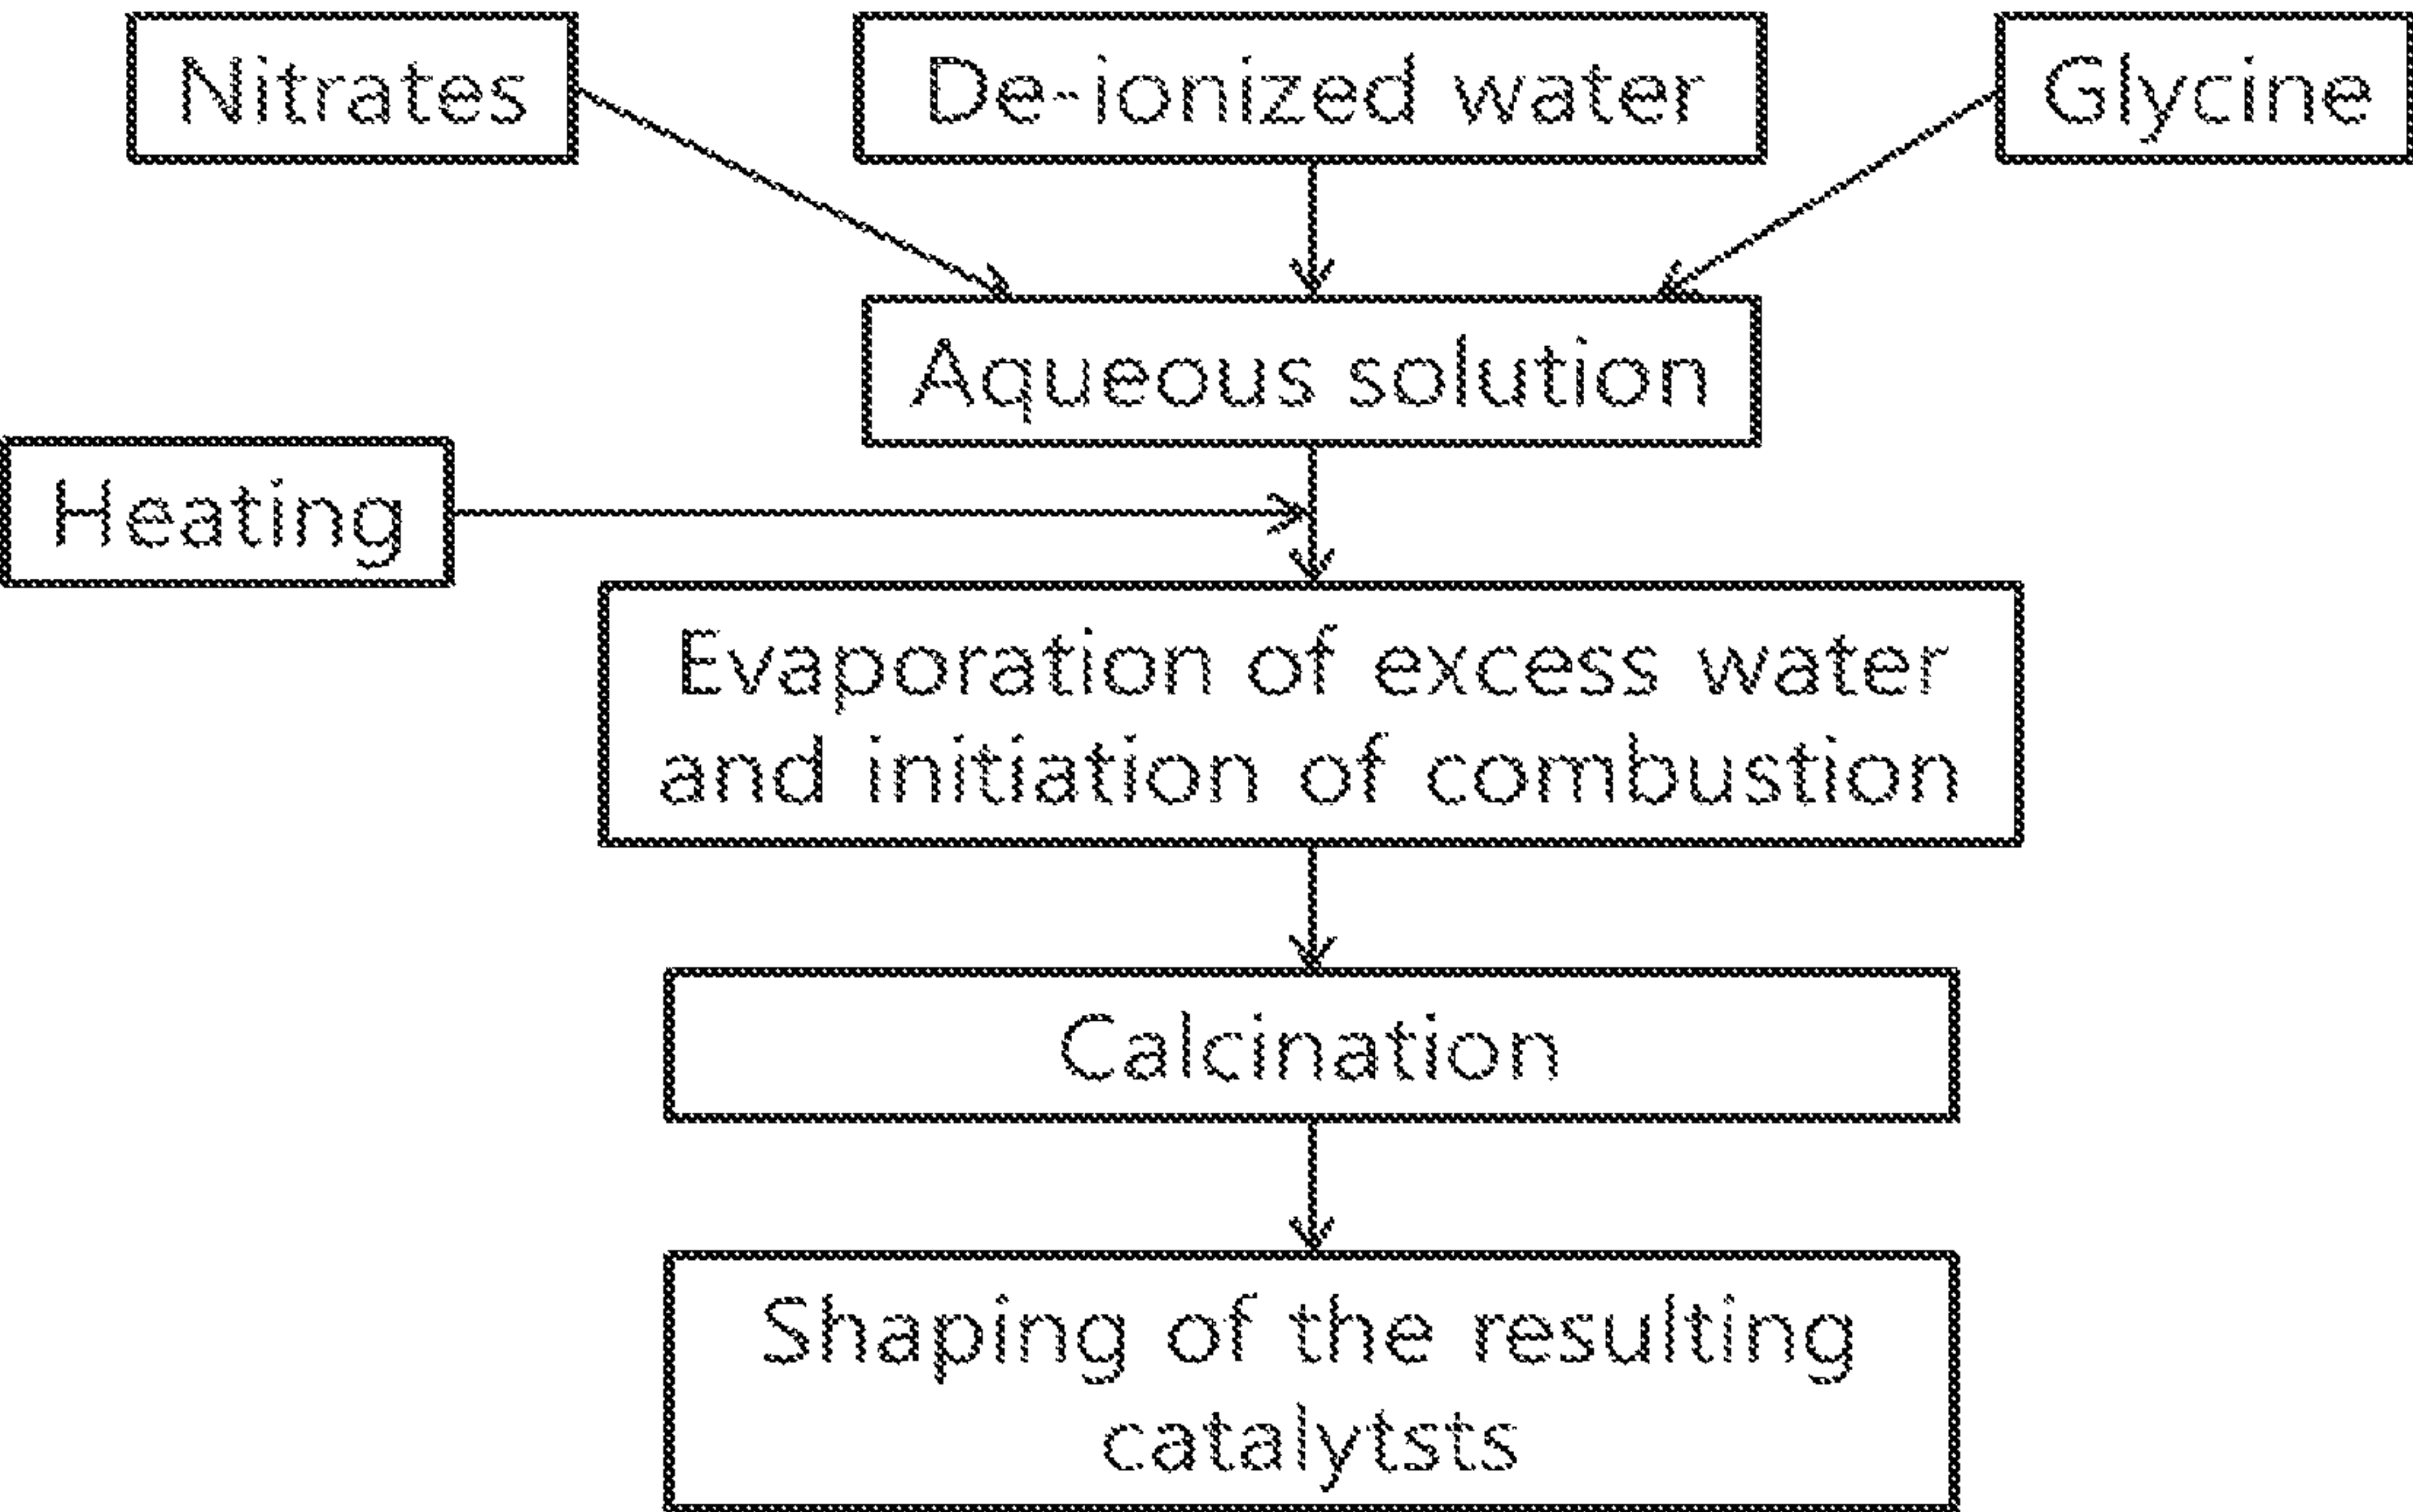 Nitrates
De-ionized water
Glycine
Aqueous solution
Heating
Evaporation of excess water
and initiation of combustion
Calcination
Shaping of the resulting
catalytsts